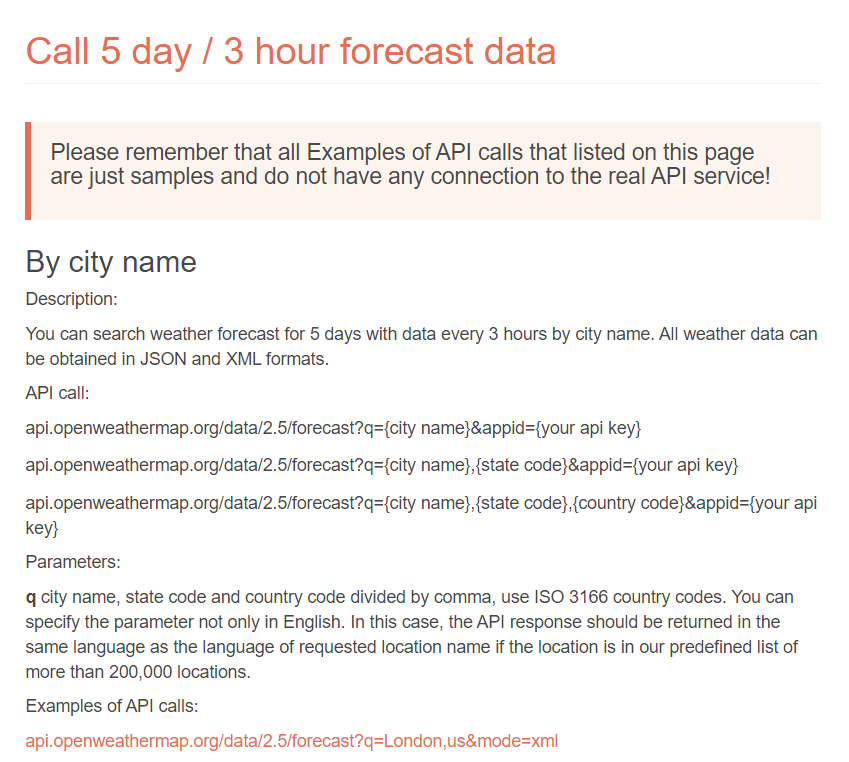 Call 5 day / 3 hour forecast data
Please remember that all Examples of API calls that listed on this page
are just samples and do not have any connection to the real API service!
By city name
Description:
You can search weather forecast for 5 days with data every 3 hours by city name. All weather data can
be obtained in JSON and XML formats.
API call:
api.openweathermap.org/data/2.5/forecast?q={city name}&appid={your api key}
api.openweathermap.org/data/2.5/forecast?q={city name},{state code}&appid={your api key}
api.openweathermap.org/data/2.5/forecast?q={city name},{state code},{country code}&appid={your api
key}
Parameters:
q city name, state code and country code divided by comma, use ISO 3166 country codes. You can
specify the parameter not only in English. In this case, the API response should be returned in the
same language as the language of requested location name if the location is in our predefined list of
more than 200,000 locations.
Examples of API calls:
api.openweathermap.org/data/2.5/forecast?q=London,us&mode=xml